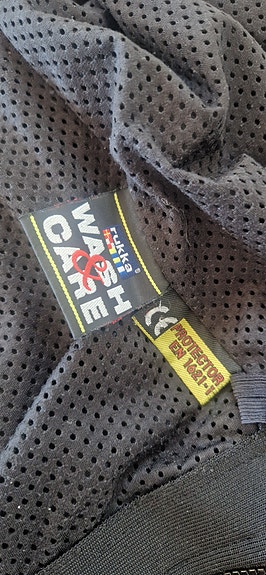 rukka®
WASH
&
CARE
CE
PROTECTOR
EN 1621-1